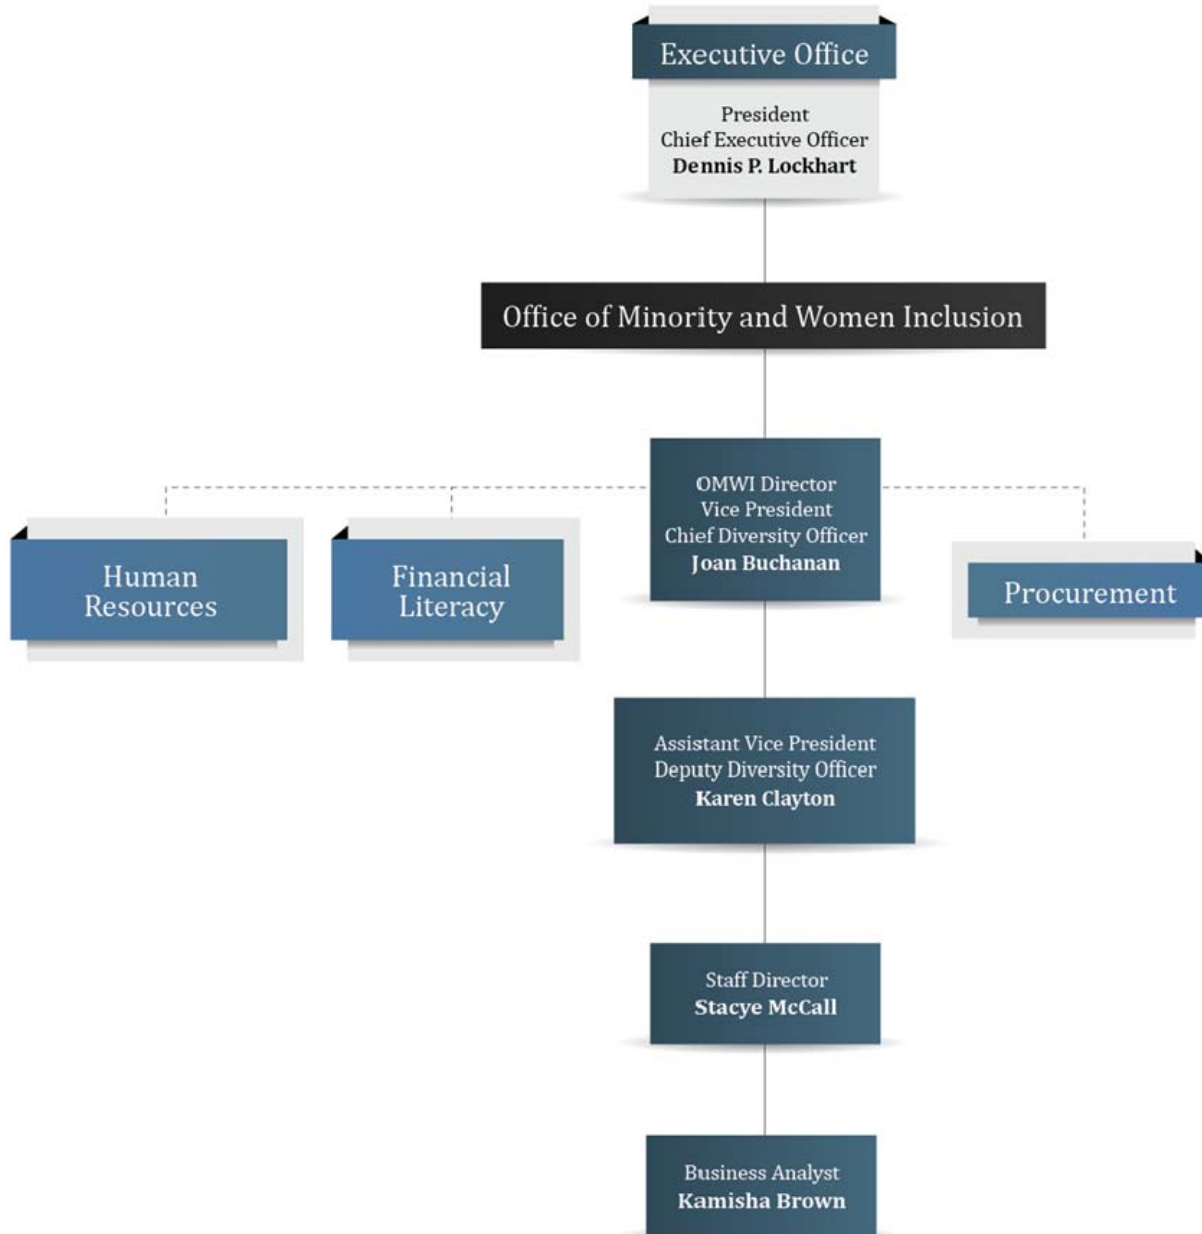 Executive Office
President
Chief Executive Officer
Dennis P. Lockhart
Office of Minority and Women Inclusion
OMWI Director
Vice President
Chief Diversity Officer
Joan Buchanan
Human
Resources
Financial
Literacy
Procurement
Assistant Vice President
Deputy Diversity Officer
Karen Clayton
Staff Director
Stacye McCall
Business Analyst
Kamisha Brown